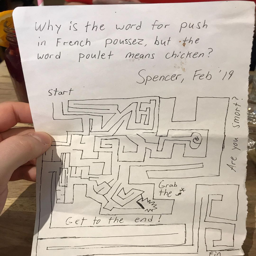 Why is the word for push
in French poussez, but the
word poulet means chicken?
Spencer, Feb '19
Start
Are you smart?
Grab
the
Get to the end!
Fin